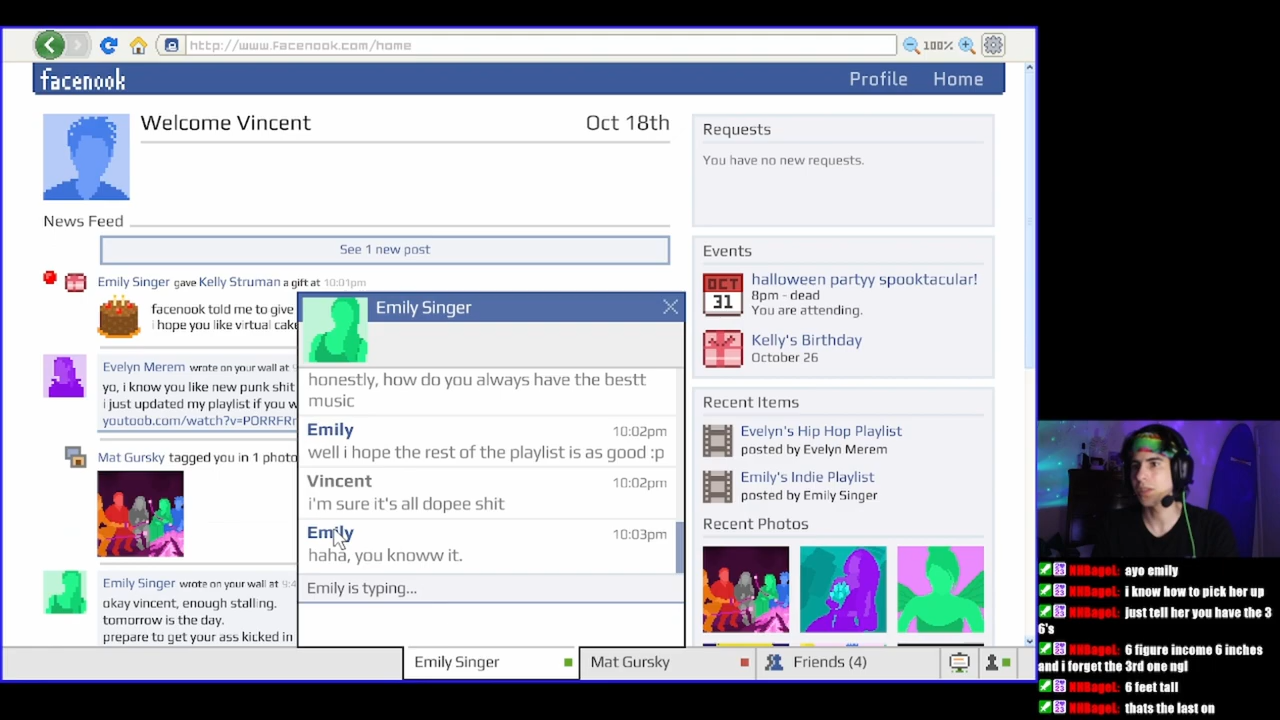 http://www.facenook.com/home
100%
facenook
Profile
Home
Welcome Vincent
Oct 18th
News Feed
See 1 new post
Emily Singer gave Kelly Struman a gift at 10:01pm
facenook told me to give
i hope you like virtual cak
Evelyn Merem wrote on your wall at
yo, i know you like new punk shit
i just updated my playlist if you w
youtoob.com/watch?v=PORRFR
Mat Gursky tagged you in 1 photo
Emily Singer wrote on your wall at 9:4
okay vincent, enough stalling.
tomorrow is the day.
prepare to get your ass kicked in
Emily Singer
honestly, how do you always have the bestt
music
Emily 10:02pm
well i hope the rest of the playlist is as good :p
Vincent 10:02pm
i'm sure it's all dopee shit
Emily 10:03pm
haha, you knoww it.
Emily is typing...
Requests
You have no new requests.
Events
OCT
31
halloween partyy spooktacular!
8pm - dead
You are attending.
Kelly's Birthday
October 26
Recent Items
Evelyn's Hip Hop Playlist
posted by Evelyn Merem
Emily's Indie Playlist
posted by Emily Singer
Recent Photos
Emily Singer
Mat Gursky
Friends (4)
NHBageL: ayo emily
NHBageL: i know how to pick her up
NHBageL: just tell her you have the 3
6's
NHBageL: 6 figure income 6 inches
and i forget the 3rd one ngl
NHBageL: 6 feet tall
NHBageL: thats the last on